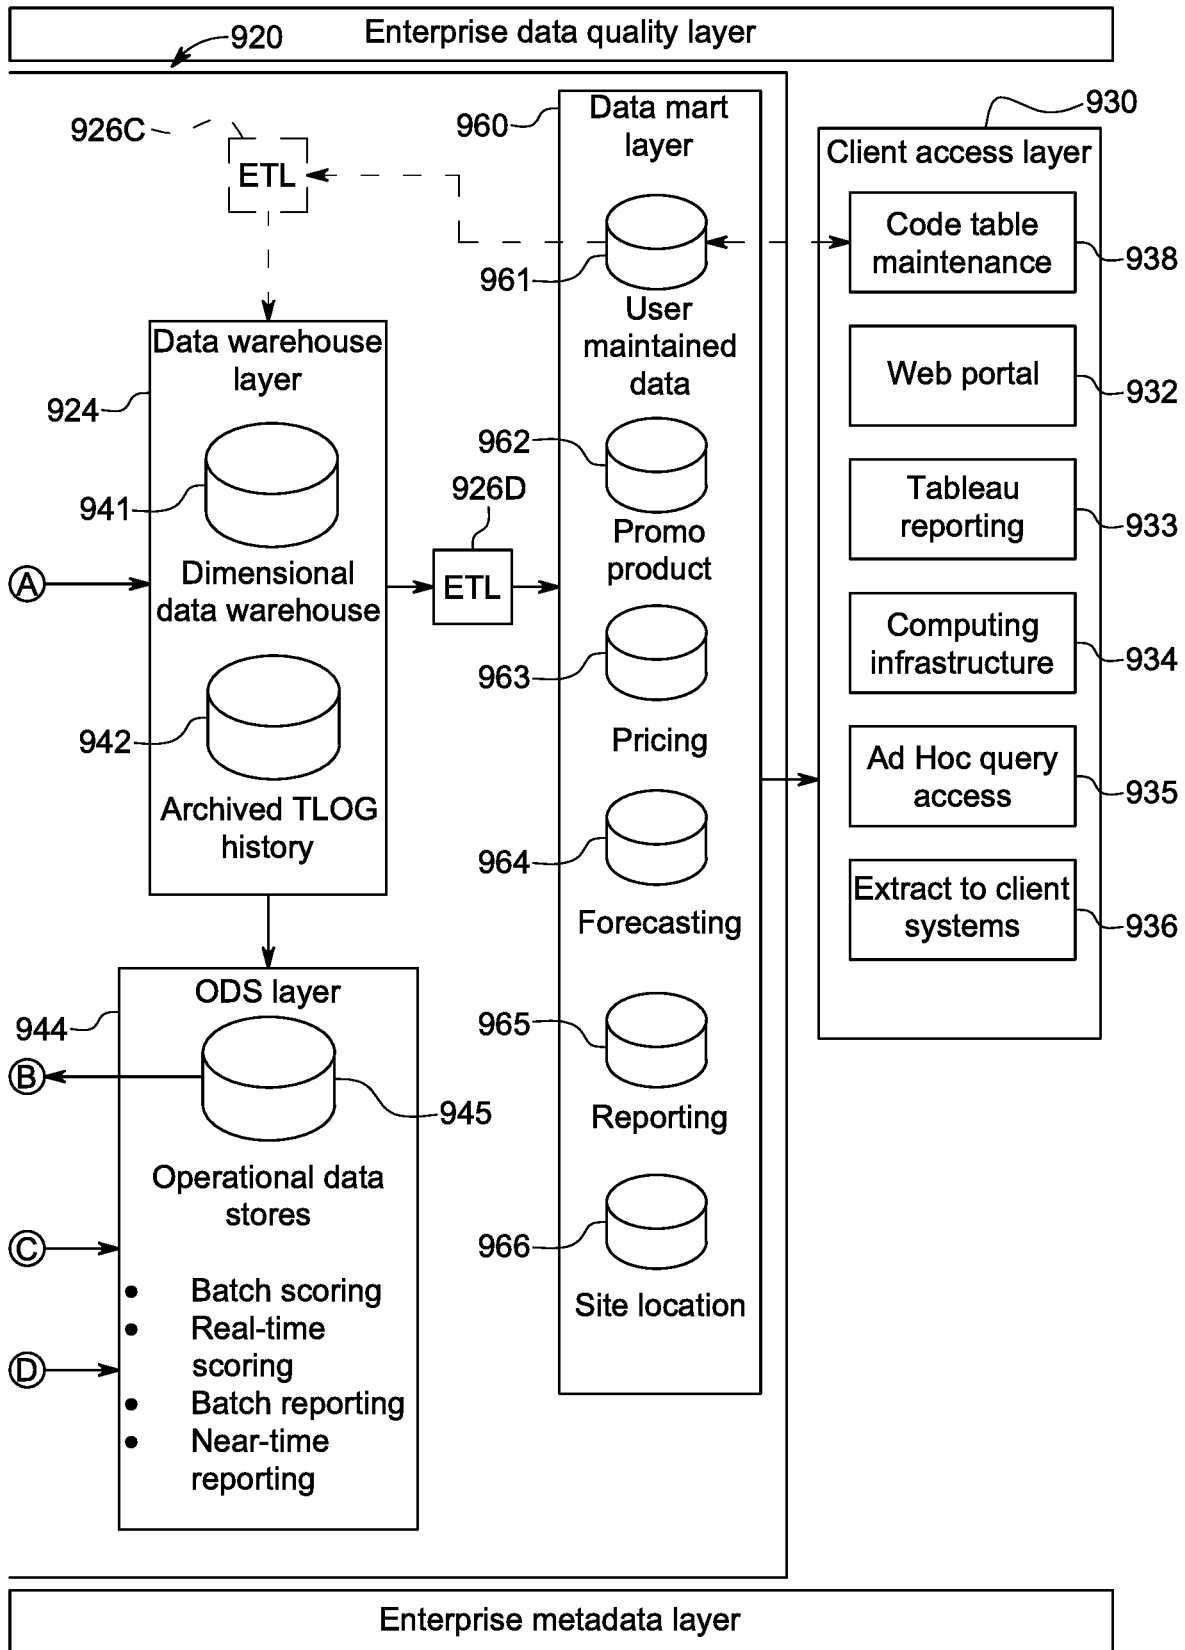 Enterprise data quality layer
920
926C
ETL
960
Data mart
layer
930
Client access layer
961
User
maintained
data
Code table
maintenance
938
Data warehouse
layer
924
941
Dimensional
data warehouse
942
Archived TLOG
history
A
926D
ETL
962
Promo
product
963
Pricing
964
Forecasting
965
Reporting
966
Site location
Web portal
932
Tableau
reporting
933
Computing
infrastructure
934
Ad Hoc query
access
935
Extract to client
systems
936
ODS layer
944
B
945
Operational data
stores
C
• Batch scoring
• Real-time
scoring
D
• Batch reporting
• Near-time
reporting
Enterprise metadata layer